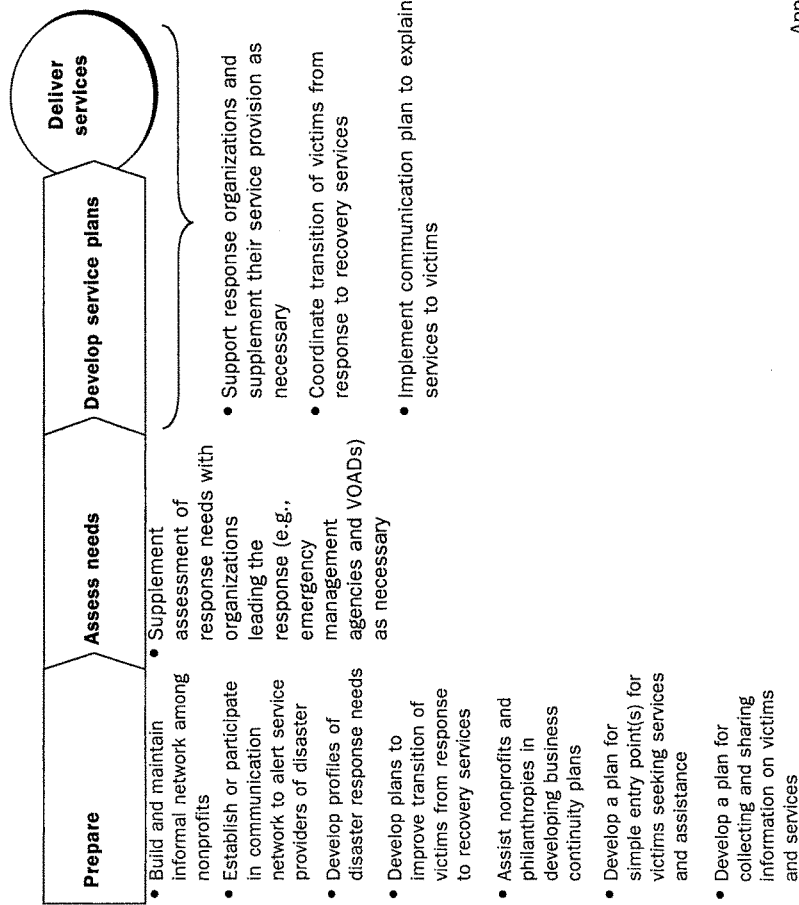 Prepare
• Build and maintain
informal network among
nonprofits
• Establish or participate
in communication
network to alert service
providers of disaster
• Develop profiles of
disaster response needs
• Develop plans to
improve transition of
victims from response
to recovery services
• Assist nonprofits and
philanthropies in
developing business
continuity plans
• Develop a plan for
simple entry point(s) for
victims seeking services
and assistance
• Develop a plan for
collecting and sharing
information on victims
and services
Assess needs
• Supplement
assessment of
response needs with
organizations
leading the
response (e.g.,
emergency
management
agencies and VOADs)
as necessary
Develop service plans
Deliver
services
• Support response organizations and
supplement their service provision as
necessary
• Coordinate transition of victims from
response to recovery services
• Implement communication plan to explain
services to victims